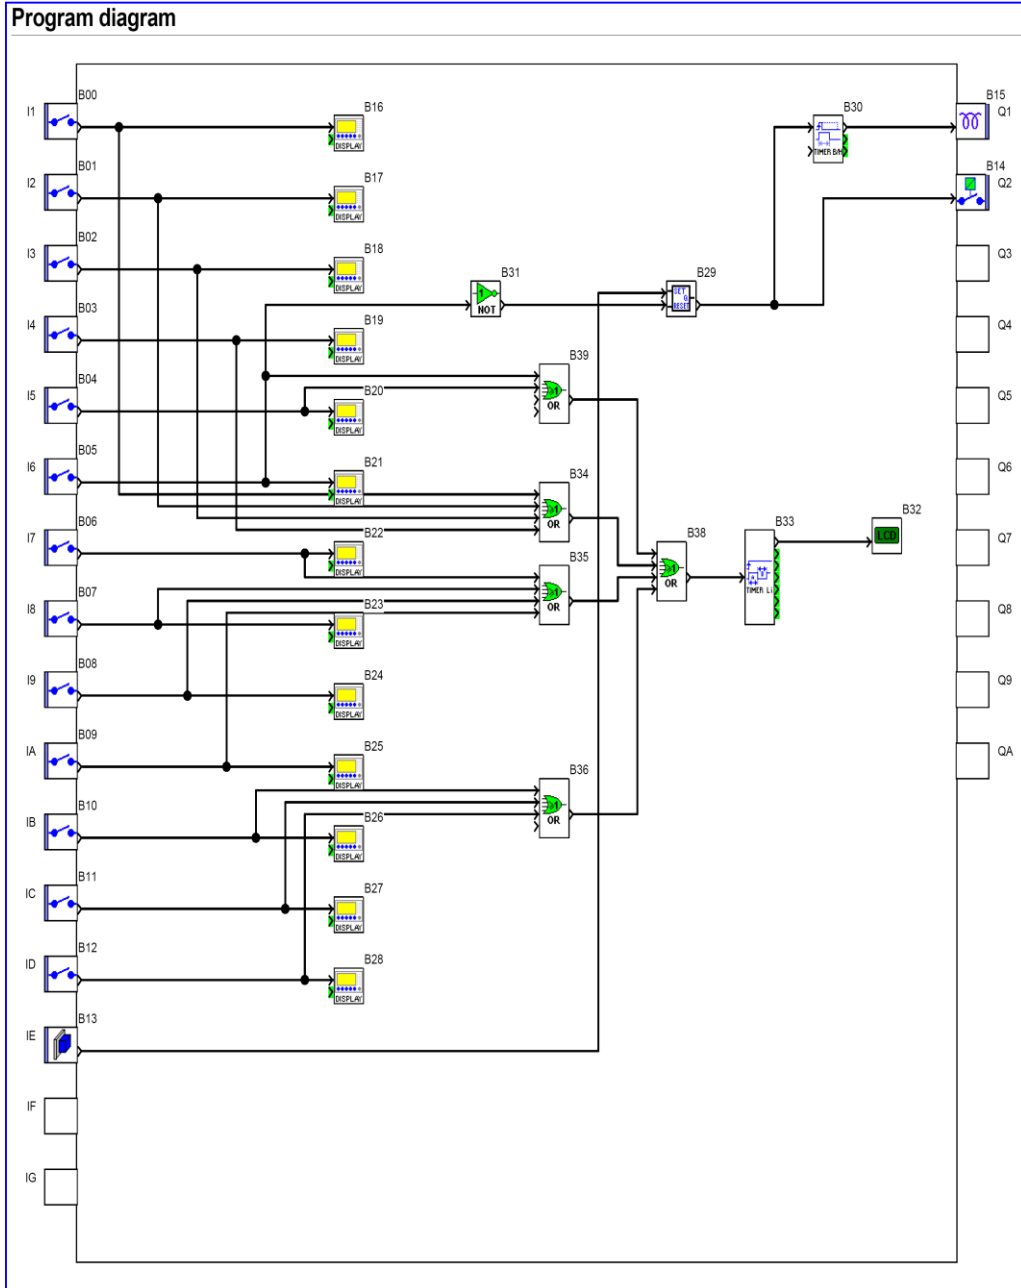 Program diagram
B00
I1
B16
DISPLAY
B30
TIMER B/H
B15
Q1
B01
I2
B17
DISPLAY
B14
Q2
B02
I3
B18
DISPLAY
Q3
B31
NOT
B29
SET
Q
RESET
B03
I4
B19
DISPLAY
Q4
B39
OR
B04
I5
B20
DISPLAY
Q5
B05
I6
B21
DISPLAY
B34
OR
Q6
B06
I7
B22
DISPLAY
B38
OR
B33
TIMER Li
B32
LCD
Q7
B35
OR
B07
I8
B23
DISPLAY
Q8
B08
I9
B24
DISPLAY
Q9
B09
IA
B25
DISPLAY
QA
B36
OR
B10
IB
B26
DISPLAY
B11
IC
B27
DISPLAY
B12
ID
B28
DISPLAY
B13
IE
IF
IG